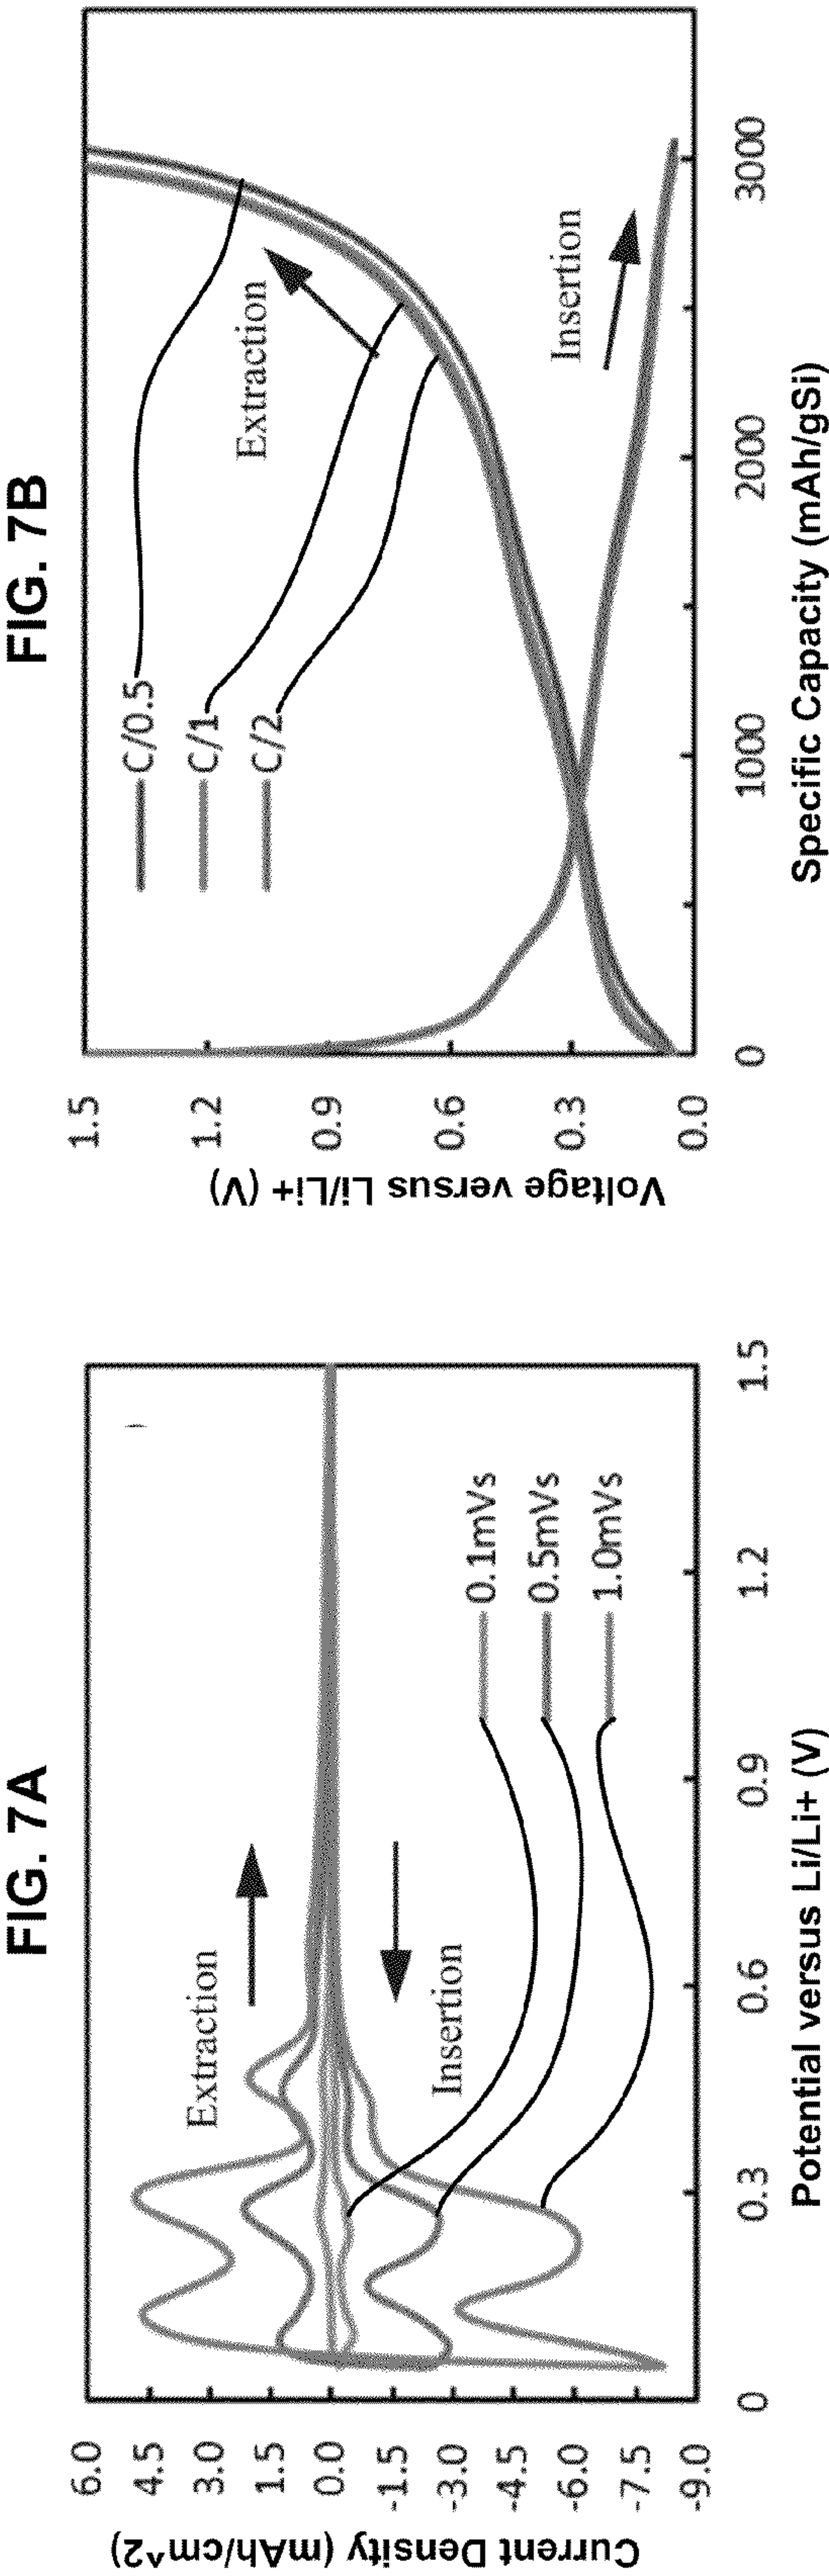 FIG. 7A
6.0
4.5
3.0
1.5
0.0
-1.5
-3.0
-4.5
-6.0
-7.5
-9.0
Current Density (mAh/cm^2)
Extraction
Insertion
0.1mVs
0.5mVs
1.0mVs
0
0.3
0.6
0.9
1.2
1.5
Potential versus Li/Li+ (V)
FIG. 7B
1.5
1.2
0.9
0.6
0.3
0.0
Voltage versus Li/Li+ (V)
C/0.5
C/1
C/2
Extraction
Insertion
0
1000
2000
3000
Specific Capacity (mAh/gSi)